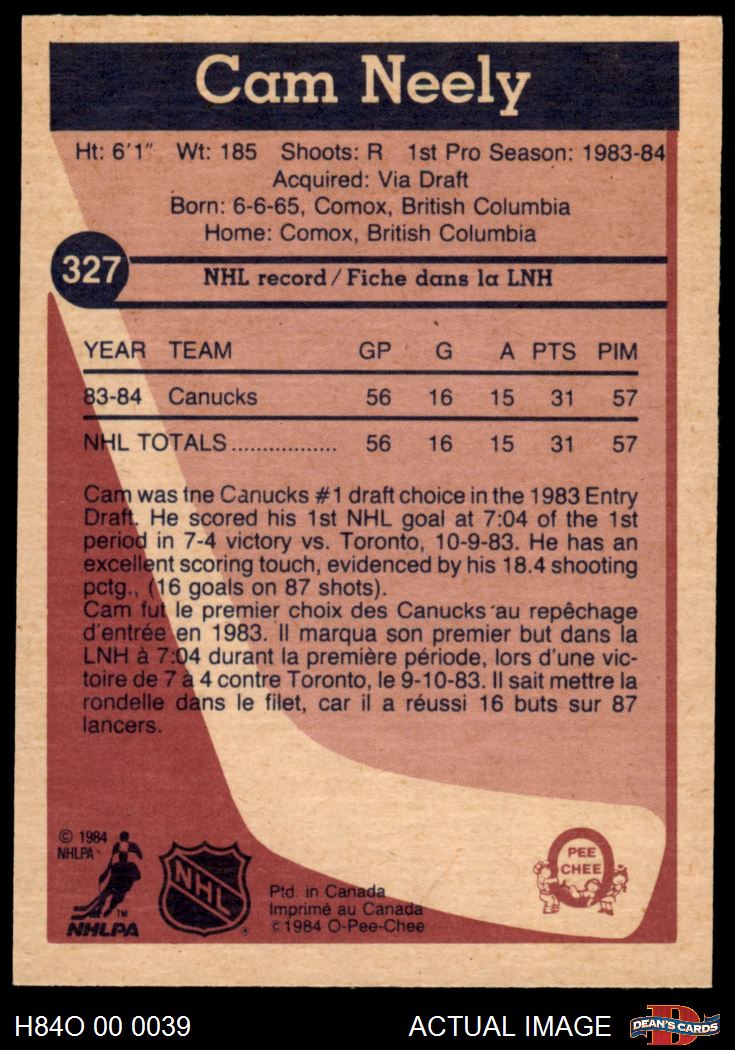 Cam Neely
Ht: 6'1" Wt: 185 Shoots: R 1st Pro Season: 1983-84
Acquired: Via Draft
Born: 6-6-65, Comox, British Columbia
Home: Comox, British Columbia
327
NHL record / Fiche dans la LNH
YEAR TEAM GP G A PTS PIM
83-84 Canucks 56 16 15 31 57
NHL TOTALS ................. 56 16 15 31 57
Cam was tne Canucks #1 draft choice in the 1983 Entry
Draft. He scored his 1st NHL goal at 7:04 of the 1st
period in 7-4 victory vs. Toronto, 10-9-83. He has an
excellent scoring touch, evidenced by his 18.4 shooting
pctg., (16 goals on 87 shots).
Cam fut le premier choix des Canucks au repêchage
d'entrée en 1983. Il marqua son premier but dans la
LNH à 7:04 durant la première période, lors d'une vic-
toire de 7 à 4 contre Toronto, le 9-10-83. Il sait mettre la
rondelle dans le filet, car il a réussi 16 buts sur 87
lancers.
© 1984
NHLPA
TM
NHLPA
NHL
®
Ptd. in Canada
Imprimé au Canada
©1984 O-Pee-Chee
O
PEE
CHEE
H84O 00 0039
ACTUAL IMAGE
D
DEAN'S CARDS